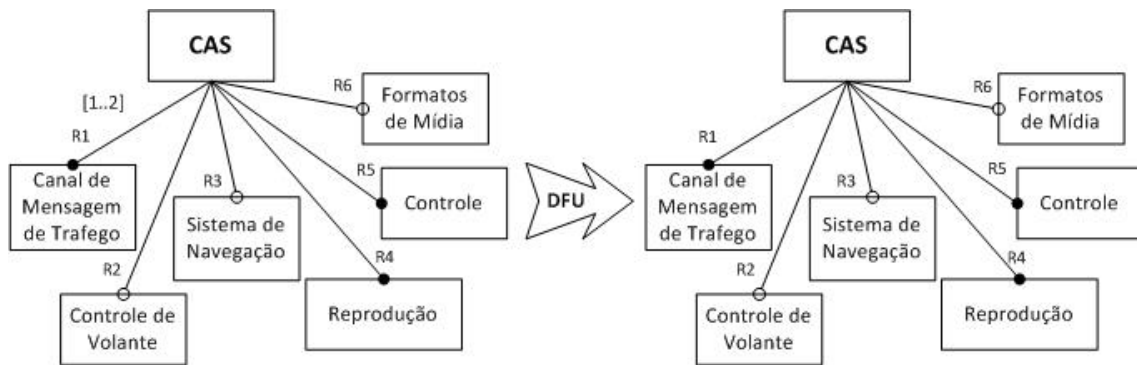 CAS
R6
Formatos
de Mídia
[1..2]
R1
Canal de
Mensagem
de Trafego
R3
Sistema de
Navegação
R5
Controle
R2
Controle de
Volante
R4
Reprodução
DFU
CAS
R6
Formatos
de Mídia
R1
Canal de
Mensagem
de Trafego
R3
Sistema de
Navegação
R5
Controle
R2
Controle de
Volante
R4
Reprodução